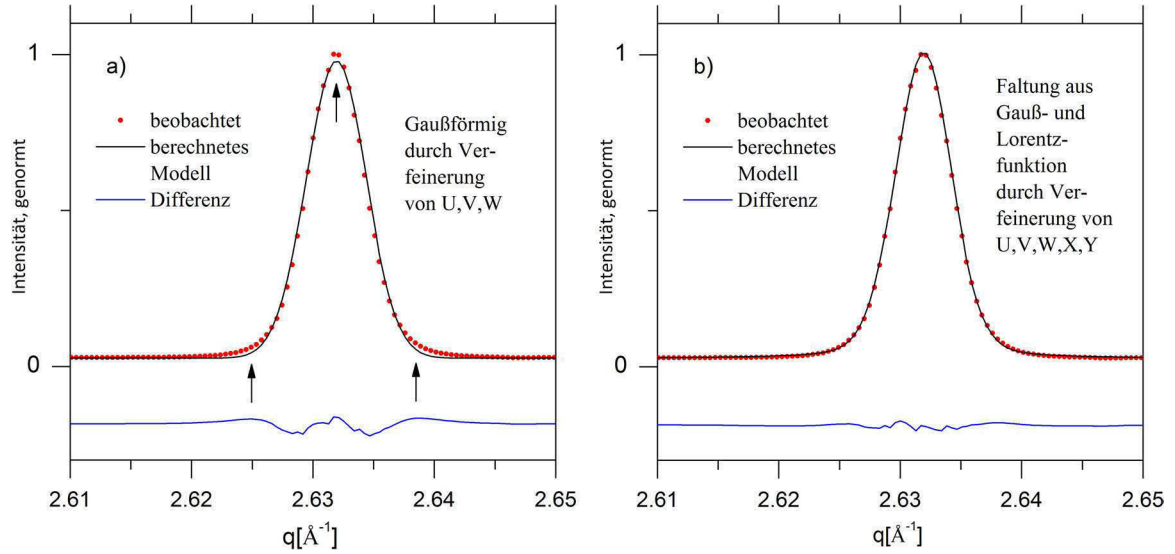 a)
1
0
Intensität, genormt
beobachtet
berechnetes
Modell
Differenz
Gaußförmig
durch Ver-
feinerung
von U,V,W
2.61
2.62
2.63
2.64
2.65
q[Å⁻¹]
b)
1
0
Intensität, genormt
beobachtet
berechnetes
Modell
Differenz
Faltung aus
Gauß- und
Lorentz-
funktion
durch Ver-
feinerung von
U,V,W,X,Y
2.61
2.62
2.63
2.64
2.65
q[Å⁻¹]